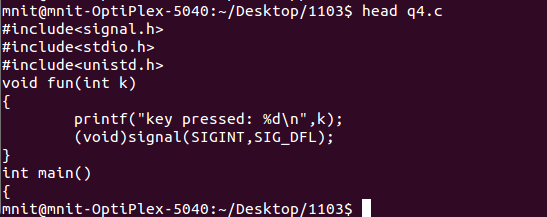 mnit@mnit-OptiPlex-5040:~/Desktop/1103$ head q4.c
#include<signal.h>
#include<stdio.h>
#include<unistd.h>
void fun(int k)
{
        printf("key pressed: %d\n",k);
        (void)signal(SIGINT,SIG_DFL);
}
int main()
{
mnit@mnit-OptiPlex-5040:~/Desktop/1103$